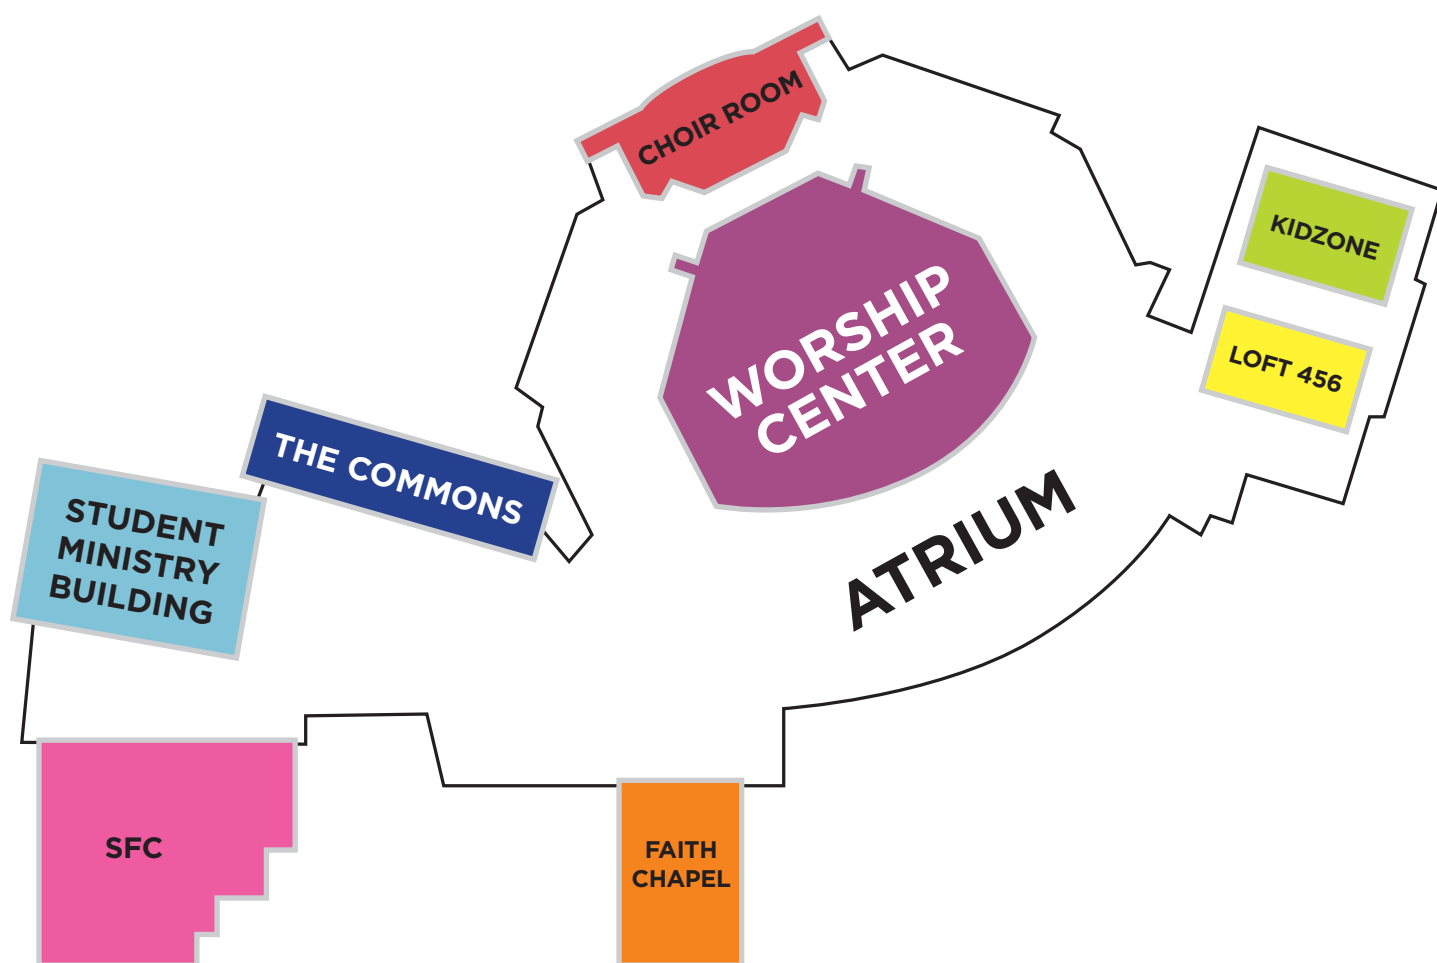 CHOIR ROOM
KIDZONE
WORSHIP
CENTER
LOFT 456
THE COMMONS
STUDENT
MINISTRY
BUILDING
ATRIUM
SFC
FAITH
CHAPEL